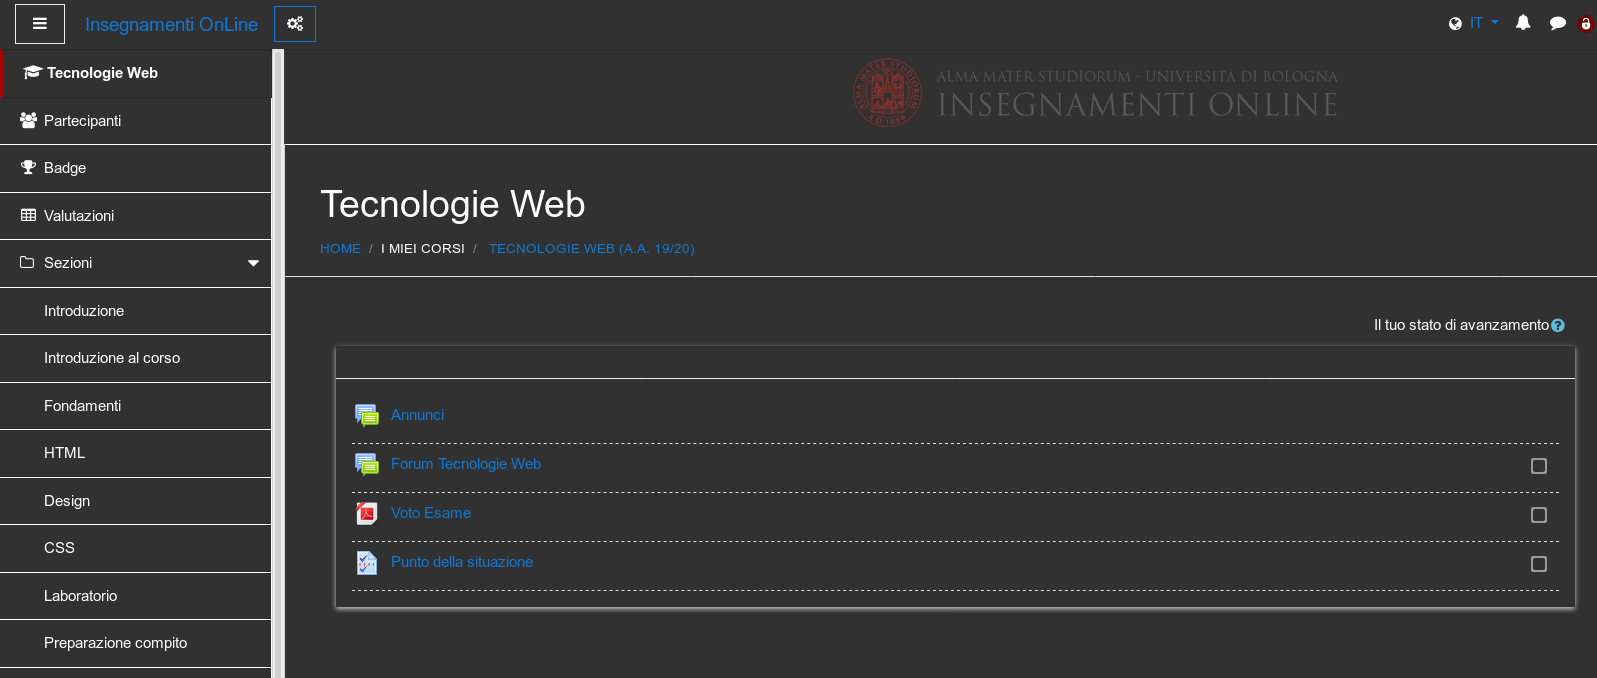 Insegnamenti OnLine
IT
Tecnologie Web
Partecipanti
Badge
Valutazioni
Sezioni
Introduzione
Introduzione al corso
Fondamenti
HTML
Design
CSS
Laboratorio
Preparazione compito
ALMA MATER STUDIORUM - UNIVERSITÀ DI BOLOGNA
INSEGNAMENTI ONLINE
Tecnologie Web
HOME / I MIEI CORSI / TECNOLOGIE WEB (A.A. 19/20)
Il tuo stato di avanzamento
Annunci
Forum Tecnologie Web
Voto Esame
Punto della situazione